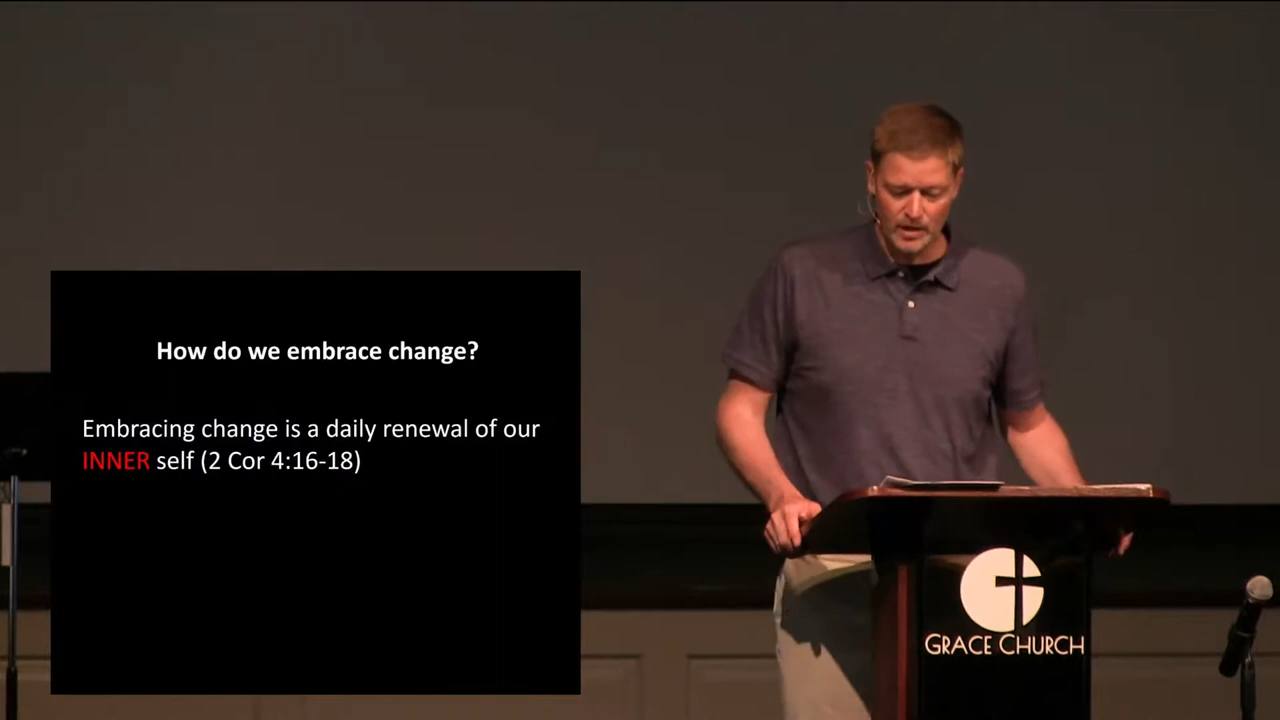 How do we embrace change?
Embracing change is a daily renewal of our
INNER self (2 Cor 4:16-18)
GRACE CHURCH